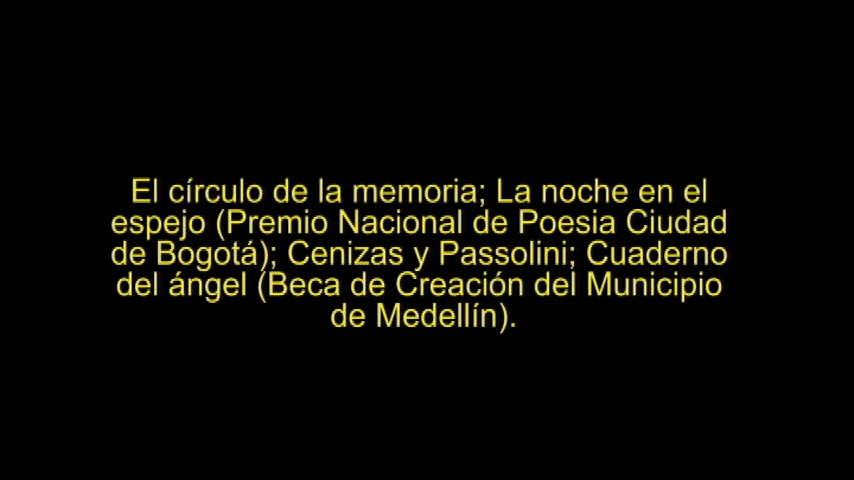 El círculo de la memoria; La noche en el
espejo (Premio Nacional de Poesia Ciudad
de Bogotá); Cenizas y Passolini; Cuaderno
del ángel (Beca de Creación del Municipio
de Medellín).